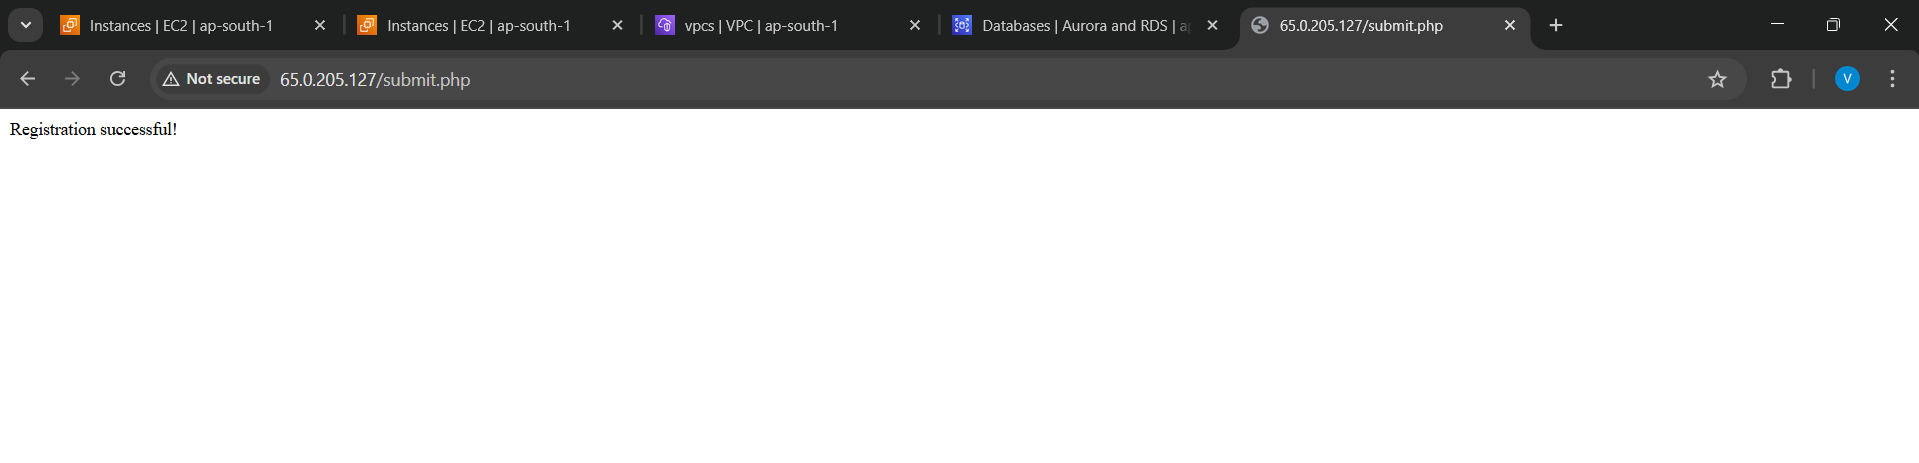 Instances | EC2 | ap-south-1
Instances | EC2 | ap-south-1
vpcs | VPC | ap-south-1
Databases | Aurora and RDS | a
65.0.205.127/submit.php
Not secure
65.0.205.127/submit.php
V
Registration successful!